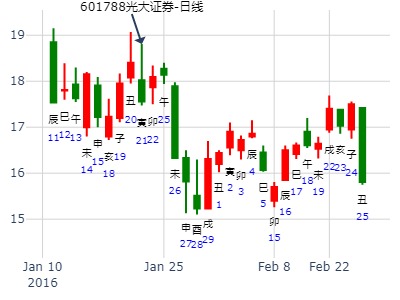 601788光大证券-日线
19
18
17
16
15
辰
11
巳
12
午
13
未
14
申
15
亥
18
子
19
丑
20
寅
21
卯
22
午
25
未
26
申
27
酉
28
戌
29
丑
1
寅
2
卯
3
辰
4
巳
5
卯
15
辰
16
巳
17
午
18
未
19
戌
22
亥
23
子
24
丑
25
Jan 10
2016
Jan 25
Feb 8
Feb 22